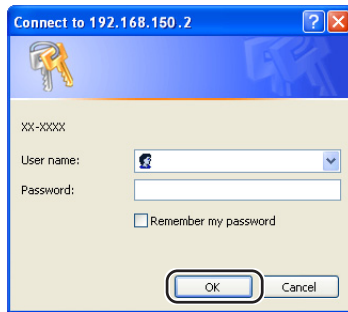 Connect to 192.168.150.2
XX-XXXX
User name:
Password:
Remember my password
OK Cancel